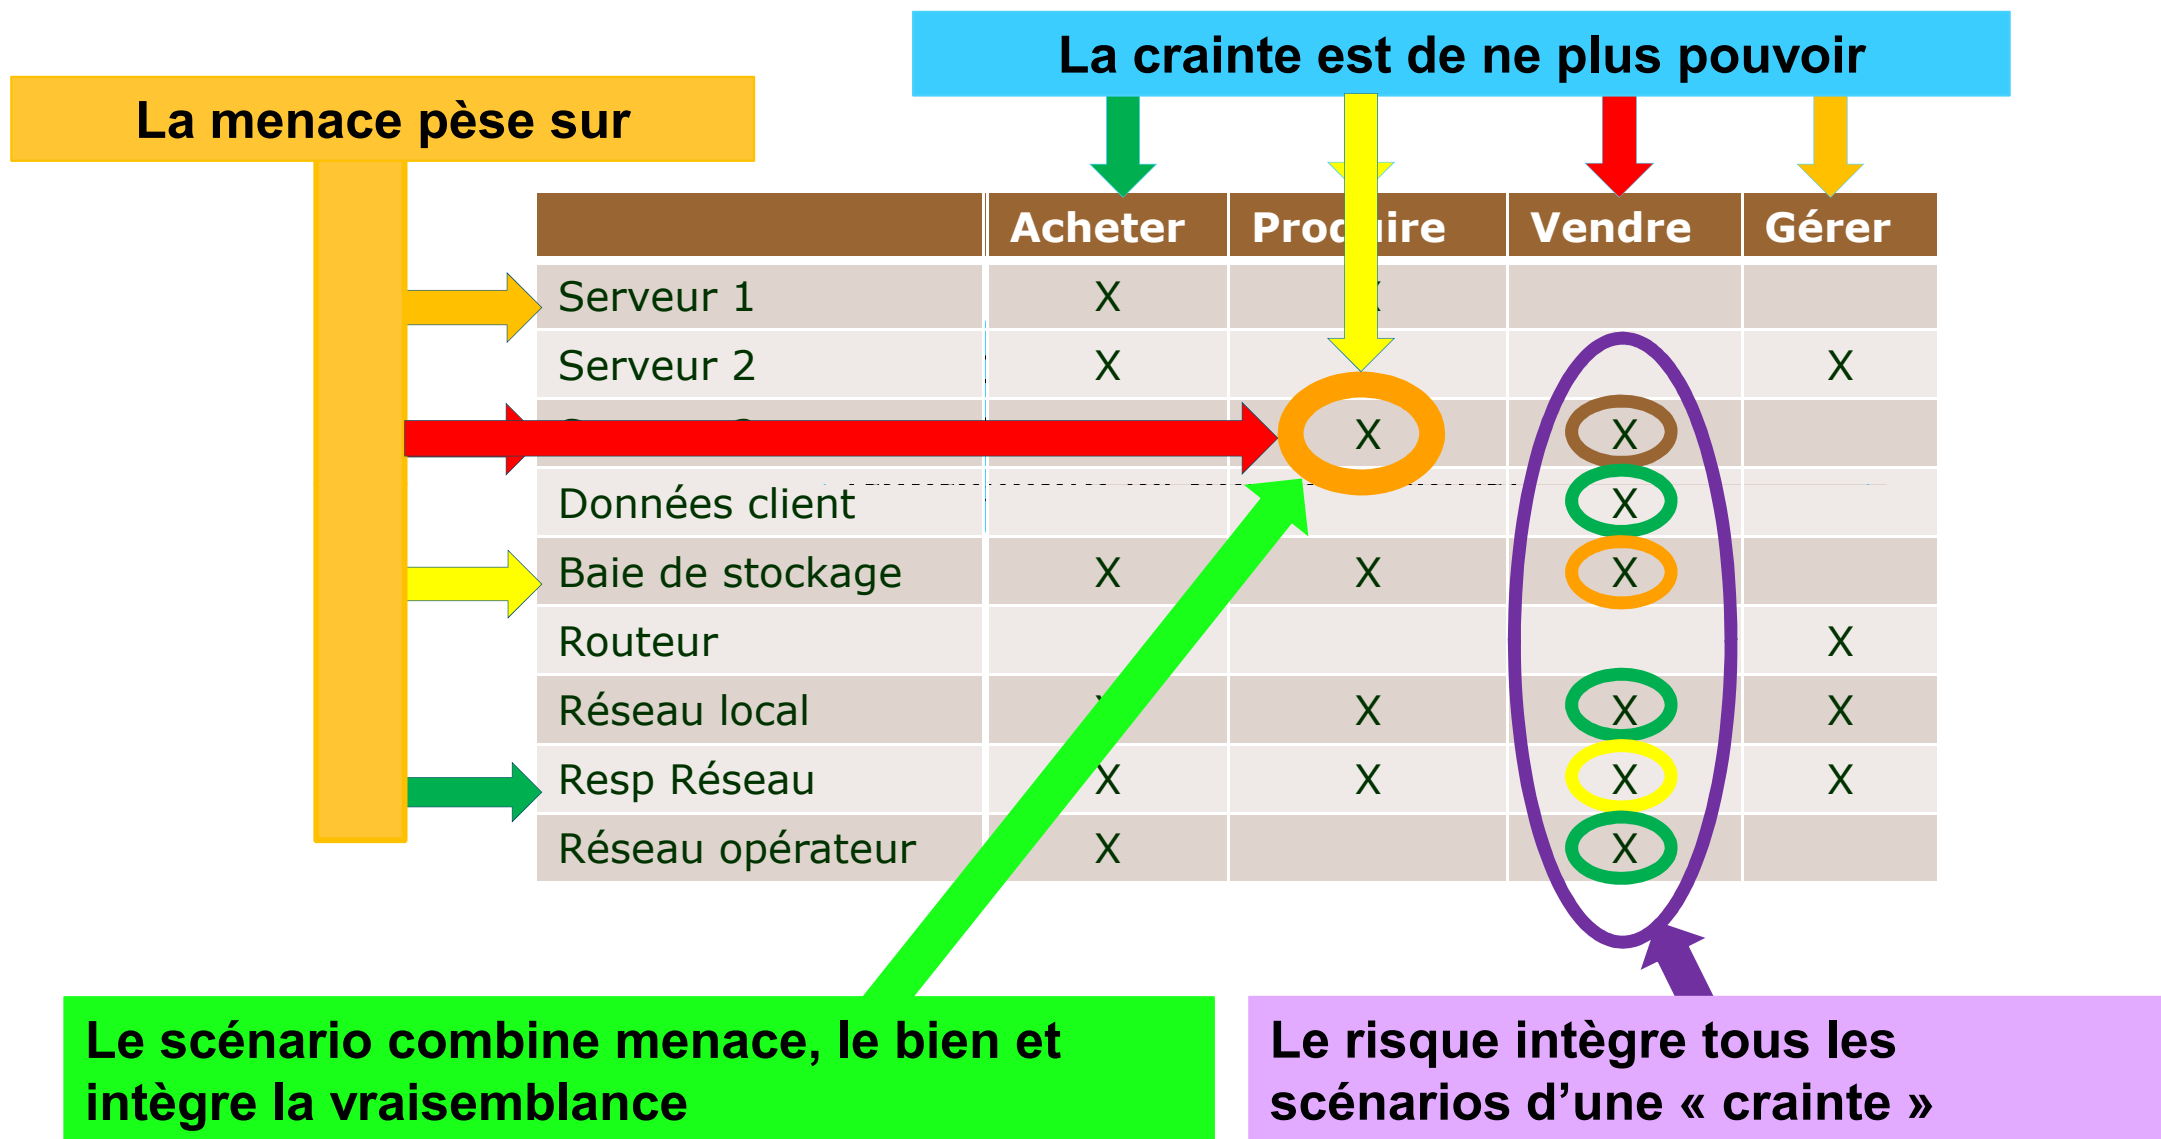 La crainte est de ne plus pouvoir
La menace pèse sur
Acheter Produire Vendre Gérer
Serveur 1 X
Serveur 2 X X
X X
Données client X
Baie de stockage X X X
Routeur X
Réseau local X X X
Resp Réseau X X X X
Réseau opérateur X X
Le scénario combine menace, le bien et
intègre la vraisemblance
Le risque intègre tous les
scénarios d’une « crainte »